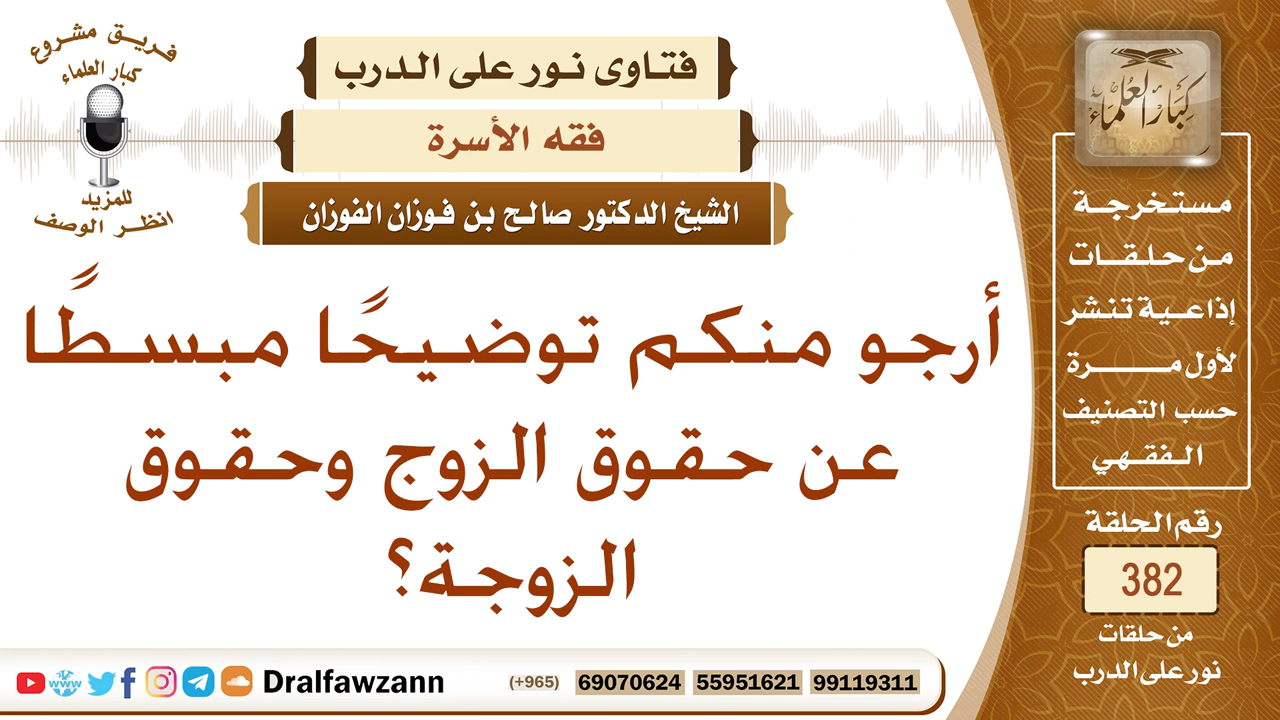 فريق مشروع
كبار العلماء
للمزيد
انظر الوصف
فتاوى نور على الدرب
فقه الأسرة
الشيخ الدكتور صالح بن فوزان الفوزان
أرجو منكم توضيحًا مبسطًا
عن حقوق الزوج وحقوق
الزوجة؟
كبار العلماء
مستخرجة
من حلقات
إذاعية تنشر
لأول مرة
حسب التصنيف
الفقهي
رقم الحلقة
382
من حلقات
نور على الدرب
www Dralfawzann (+965) 69070624 55951621 99119311